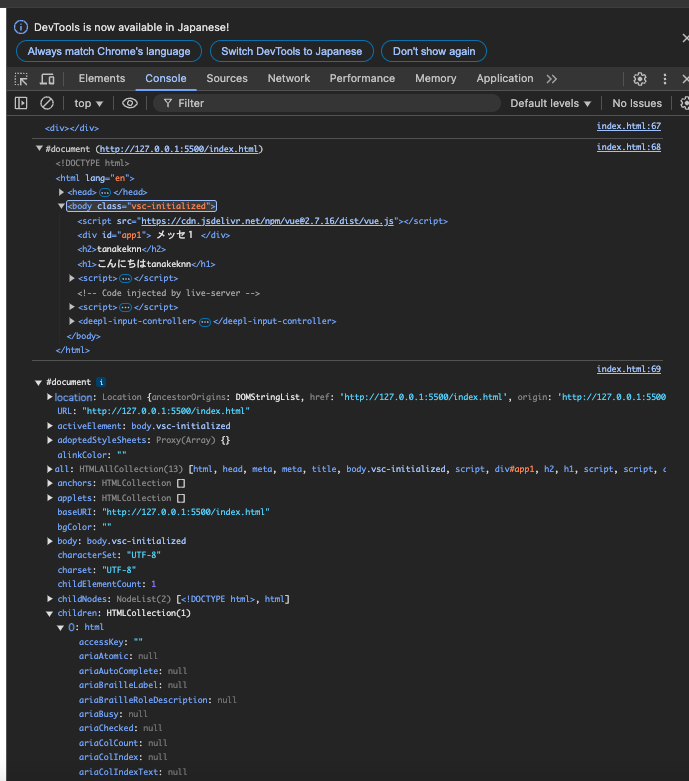 DevTools is now available in Japanese!
Always match Chrome's language Switch DevTools to Japanese Don't show again
Elements Console Sources Network Performance Memory Application
top Filter Default levels No Issues
<div></div> index.html:67
#document (http://127.0.0.1:5500/index.html) index.html:68
<!DOCTYPE html>
<html lang="en">
<head> ⋯ </head>
<body class="vsc-initialized">
<script src="https://cdn.jsdelivr.net/npm/vue@2.7.16/dist/vue.js"></script>
<div id="app1"> メッセ1 </div>
<h2>tanakeknn</h2>
<h1>こんにちはtanakeknn</h1>
<script> ⋯ </script>
<!-- Code injected by live-server -->
<script> ⋯ </script>
<deepl-input-controller> ⋯ </deepl-input-controller>
</body>
</html>
index.html:69
#document i
location: Location {ancestorOrigins: DOMStringList, href: 'http://127.0.0.1:5500/index.html', origin: 'http://127.0.0.1:5500
URL: "http://127.0.0.1:5500/index.html"
activeElement: body.vsc-initialized
adoptedStyleSheets: Proxy(Array) {}
alinkColor: ""
all: HTMLAllCollection(13) [html, head, meta, meta, title, body.vsc-initialized, script, div#app1, h2, h1, script, script,
anchors: HTMLCollection []
applets: HTMLCollection []
baseURI: "http://127.0.0.1:5500/index.html"
bgColor: ""
body: body.vsc-initialized
characterSet: "UTF-8"
charset: "UTF-8"
childElementCount: 1
childNodes: NodeList(2) [<!DOCTYPE html>, html]
children: HTMLCollection(1)
0: html
accessKey: ""
ariaAtomic: null
ariaAutoComplete: null
ariaBrailleLabel: null
ariaBrailleRoleDescription: null
ariaBusy: null
ariaChecked: null
ariaColCount: null
ariaColIndex: null
ariaColIndexText: null